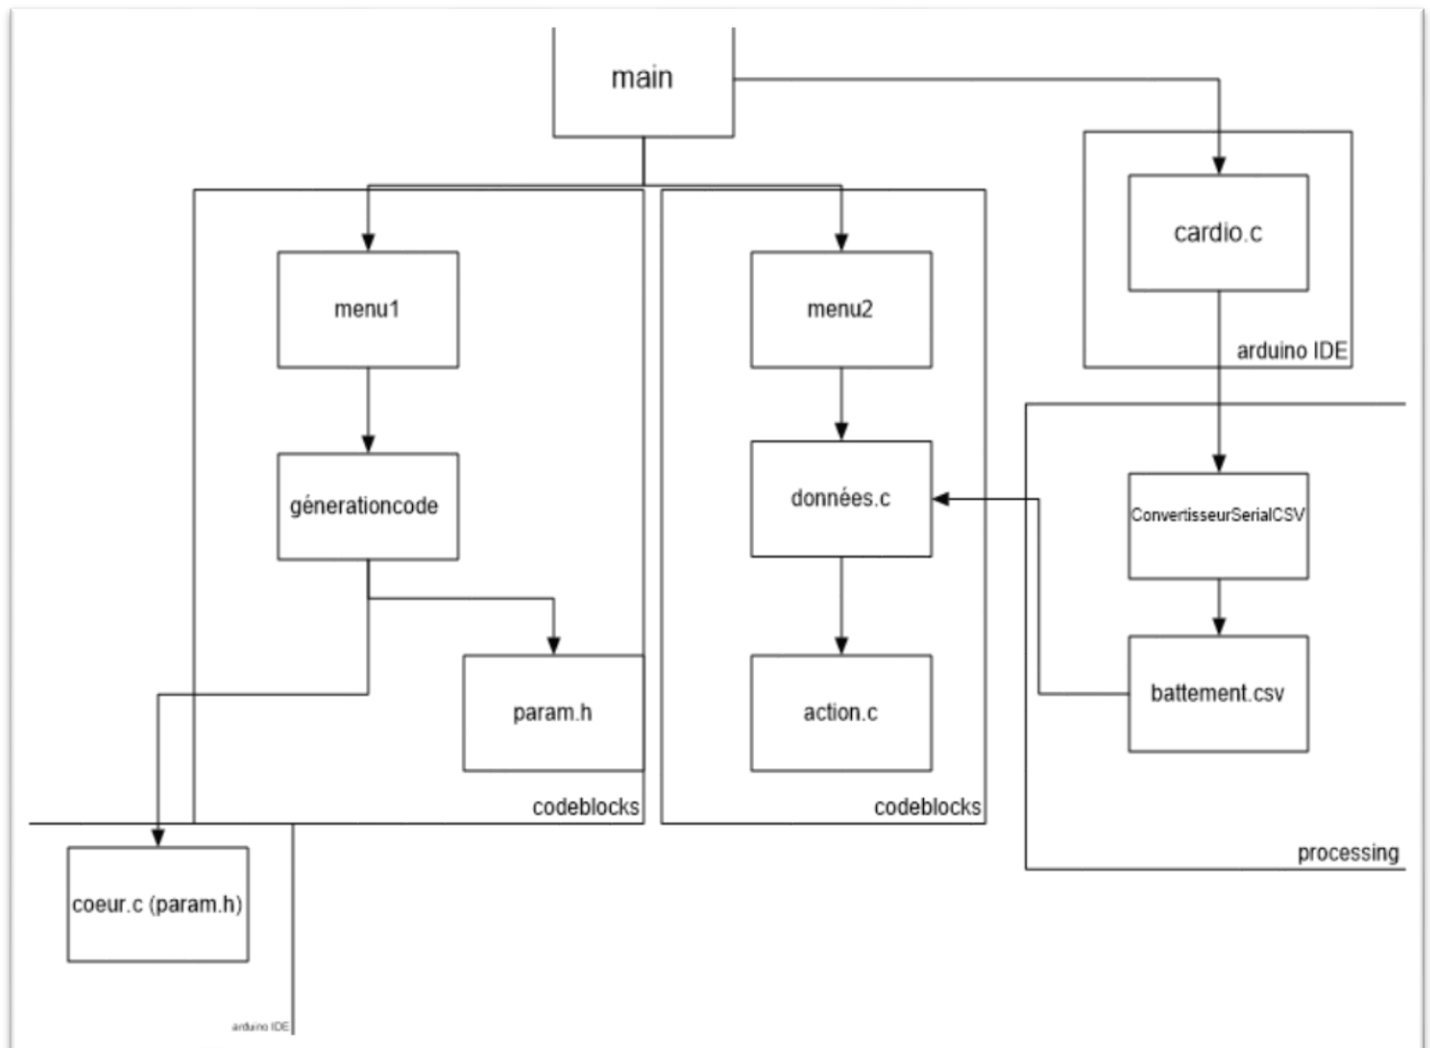 main
cardio.c
arduino IDE
menu1
menu2
génerationcode
données.c
ConvertisseurSerialCSV
param.h
action.c
battement.csv
codeblocks
codeblocks
processing
coeur.c (param.h)
arduino IDE